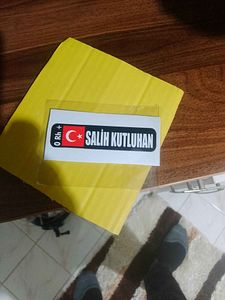 0 Rh +
SALİH KUTLUHAN